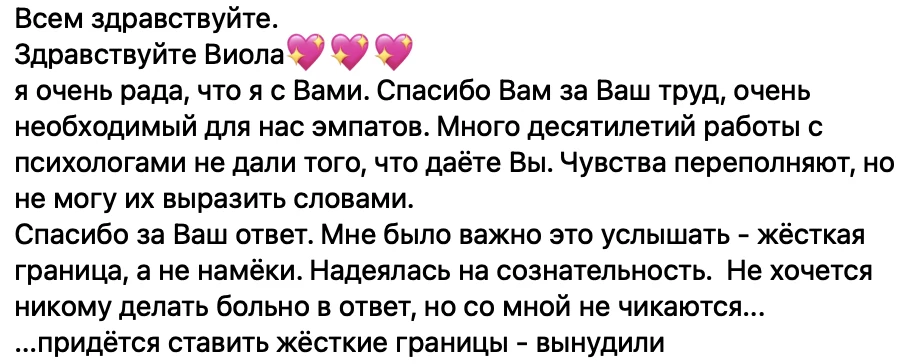 Всем здравствуйте.
Здравствуйте Виола💖💖💖
я очень рада, что я с Вами. Спасибо Вам за Ваш труд, очень
необходимый для нас эмпатов. Много десятилетий работы с
психологами не дали того, что даёте Вы. Чувства переполняют, но
не могу их выразить словами.
Спасибо за Ваш ответ. Мне было важно это услышать - жёсткая
граница, а не намёки. Надеялась на сознательность.  Не хочется
никому делать больно в ответ, но со мной не чикаются...
...придётся ставить жёсткие границы - вынудили